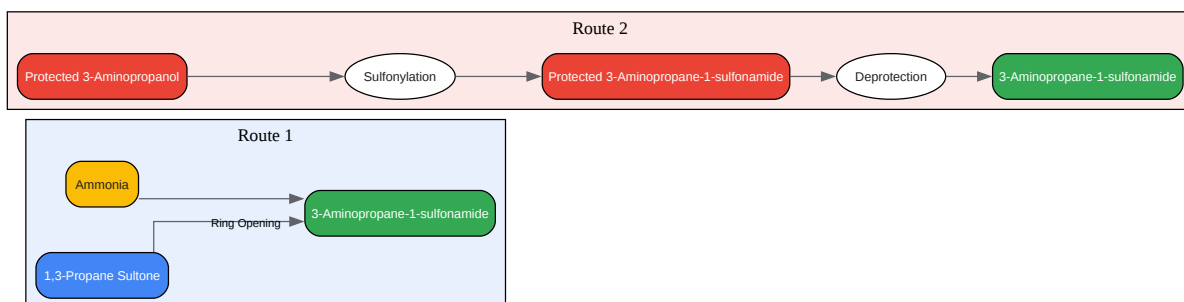 Route 2
Protected 3-Aminopropanol
Sulfonylation
Protected 3-Aminopropane-1-sulfonamide
Deprotection
3-Aminopropane-1-sulfonamide
Route 1
Ammonia
3-Aminopropane-1-sulfonamide
Ring Opening
1,3-Propane Sultone